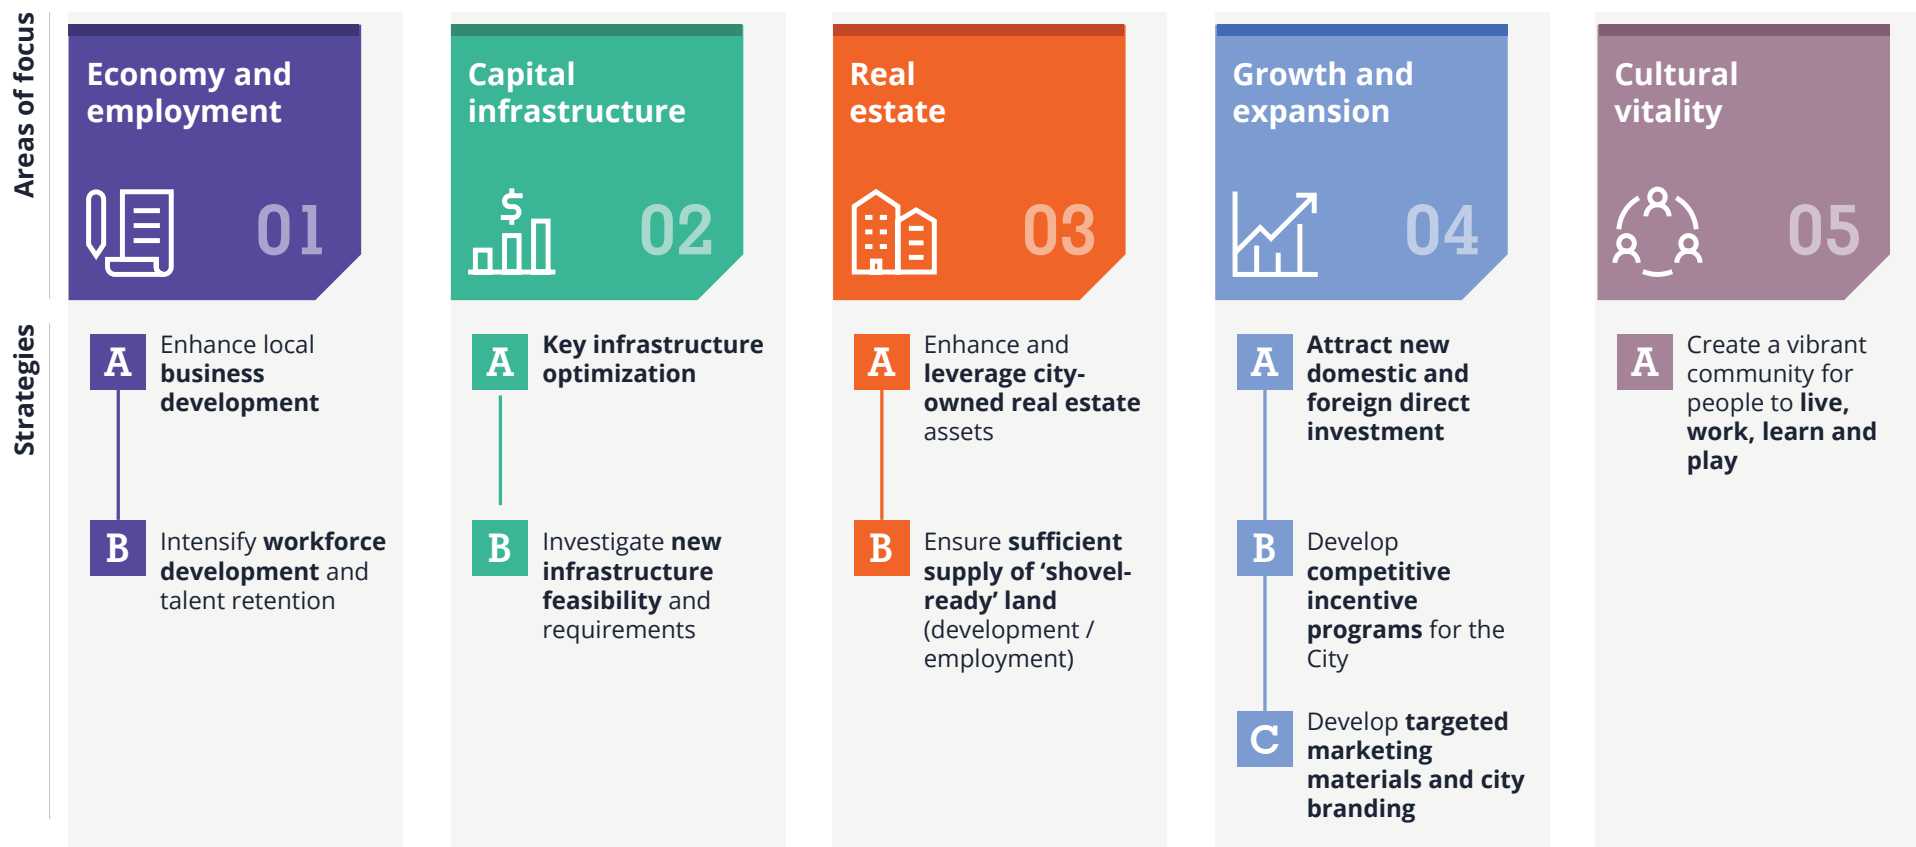 Areas of focus
Economy and
employment
01
Capital
infrastructure
$
02
Real
estate
03
Growth and
expansion
04
Cultural
vitality
05
Strategies
A
Enhance local
business
development
B
Intensify workforce
development and
talent retention
A
Key infrastructure
optimization
B
Investigate new
infrastructure
feasibility and
requirements
A
Enhance and
leverage city-
owned real estate
assets
B
Ensure sufficient
supply of ‘shovel-
ready’ land
(development /
employment)
A
Attract new
domestic and
foreign direct
investment
B
Develop
competitive
incentive
programs for the
City
C
Develop targeted
marketing
materials and city
branding
A
Create a vibrant
community for
people to live,
work, learn and
play